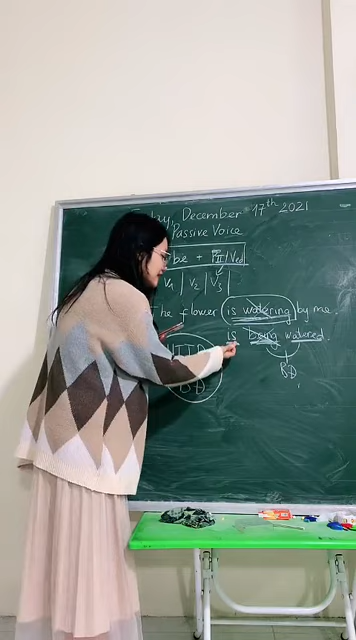 day, December 17th 2021
Passive Voice
be + PII/Ved
V1 | V2 | V3 |
The flower is watering by me.
is being watered